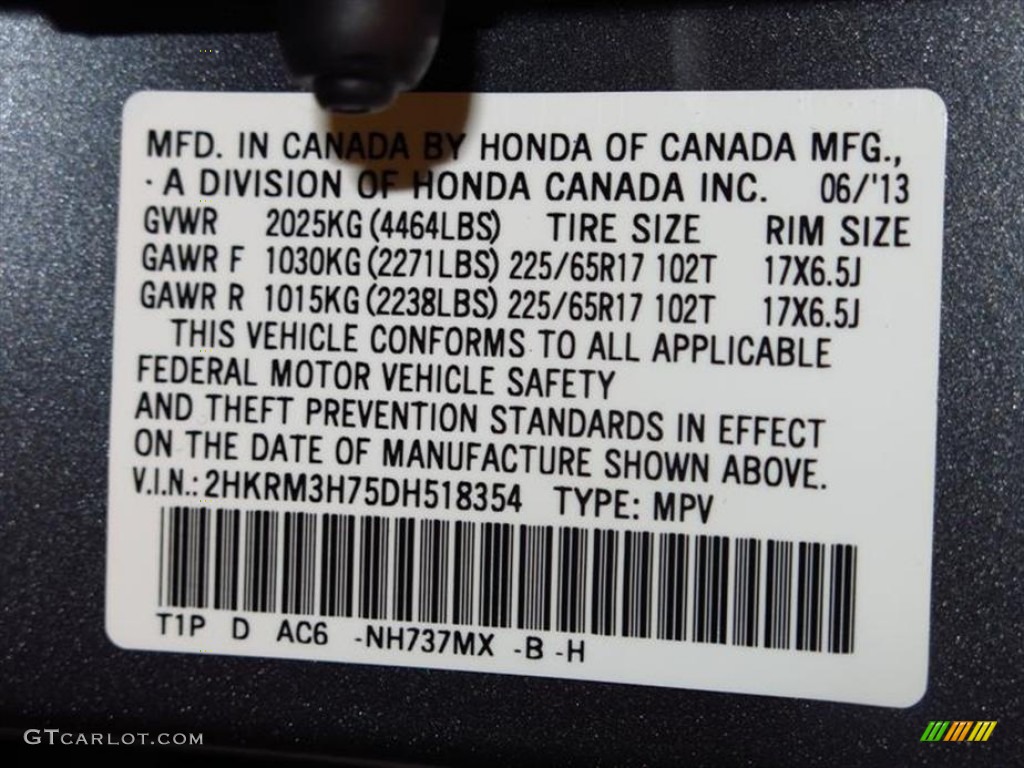 MFD. IN CANADA BY HONDA OF CANADA MFG.,
A DIVISION OF HONDA CANADA INC. 06/'13
GVWR 2025KG (4464LBS) TIRE SIZE RIM SIZE
GAWR F 1030KG (2271LBS) 225/65R17 102T 17X6.5J
GAWR R 1015KG (2238LBS) 225/65R17 102T 17X6.5J
THIS VEHICLE CONFORMS TO ALL APPLICABLE
FEDERAL MOTOR VEHICLE SAFETY
AND THEFT PREVENTION STANDARDS IN EFFECT
ON THE DATE OF MANUFACTURE SHOWN ABOVE.
V.I.N.: 2HKRM3H75DH518354 TYPE: MPV
T1P D AC6 -NH737MX -B -H
GTCARLOT.COM